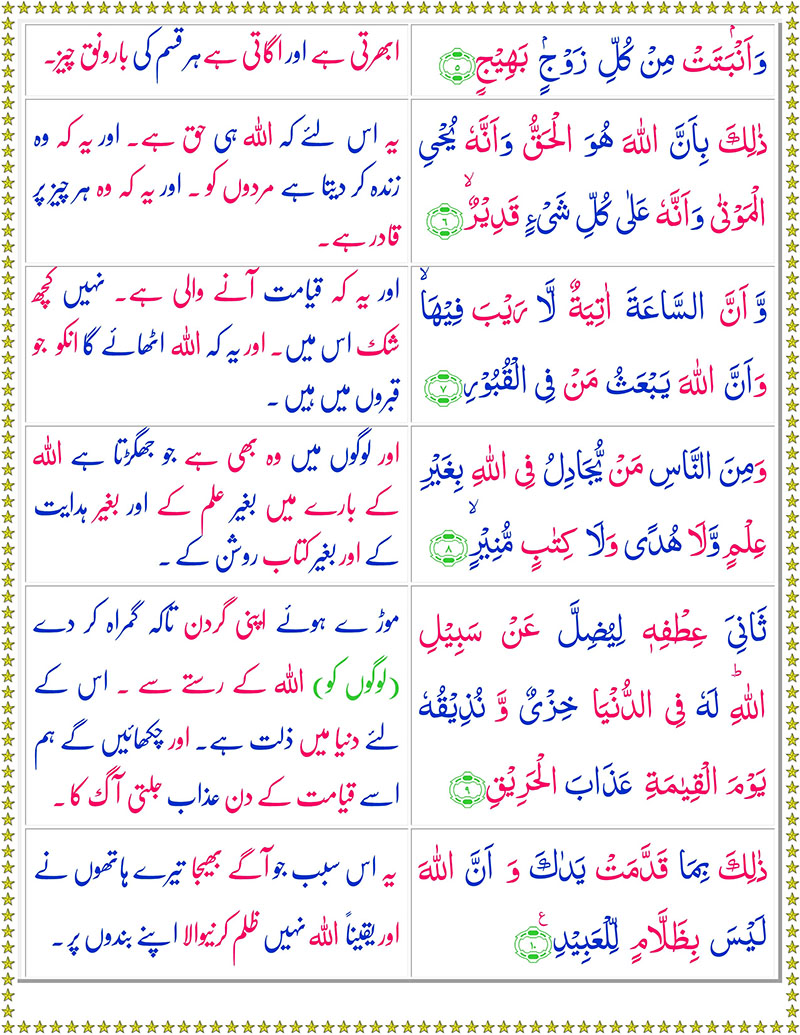 وَاَنْۢبَتَتْ مِنْ كُلِّ زَوْجٍۭ بَهِيْجٍ ۝۵
ابھرتی ہے اور اگاتی ہے ہر قسم کی بارونق چیز۔
ذٰلِكَ بِاَنَّ اللّٰهَ هُوَ الْحَقُّ وَاَنَّهٗ يُحْيِ
الْمَوْتٰى وَاَنَّهٗ عَلٰى كُلِّ شَیْءٍ قَدِيْرٌۙ ۝۶
یہ اس لئے کہ اللہ ہی حق ہے۔ اور یہ کہ وہ
زندہ کر دیتا ہے مردوں کو۔ اور یہ کہ وہ ہر چیز پر
قادر ہے۔
وَّاَنَّ السَّاعَةَ اٰتِيَةٌ لَّا رَيْبَ فِيْهَاۙ
وَاَنَّ اللّٰهَ يَبْعَثُ مَنْ فِى الْقُبُوْرِ ۝۷
اور یہ کہ قیامت آنے والی ہے۔ نہیں کچھ
شک اس میں۔ اور یہ کہ اللہ اٹھائے گا انکو جو
قبروں میں ہیں۔
وَمِنَ النَّاسِ مَنْ يُّجَادِلُ فِى اللّٰهِ بِغَيْرِ
عِلْمٍ وَّلَا هُدًى وَلَا كِتٰبٍ مُّنِيْرٍۙ ۝۸
اور لوگوں میں وہ بھی ہے جو جھگڑتا ہے اللہ
کے بارے میں بغیر علم کے اور بغیر ہدایت
کے اور بغیر کتاب روشن کے۔
ثَانِىَ عِطْفِهٖ لِيُضِلَّ عَنْ سَبِيْلِ
اللّٰهِؕ لَهٗ فِى الدُّنْيَا خِزْىٌ وَّ نُذِيْقُهٗ
يَوْمَ الْقِيٰمَةِ عَذَابَ الْحَرِيْقِ ۝۹
موڑے ہوئے اپنی گردن تاکہ گمراہ کر دے
(لوگوں کو) اللہ کے رستے سے۔ اس کے
لئے دنیا میں ذلت ہے۔ اور چکھائیں گے ہم
اسے قیامت کے دن عذاب جلتی آگ کا۔
ذٰلِكَ بِمَا قَدَّمَتْ يَدٰكَ وَ اَنَّ اللّٰهَ
لَيْسَ بِظَلَّامٍ لِّلْعَبِيْدِ ۝۱۰ ع
یہ اس سبب جو آگے بھیجا تیرے ہاتھوں نے
اور یقیناً اللہ نہیں ظلم کرنیوالا اپنے بندوں پر۔